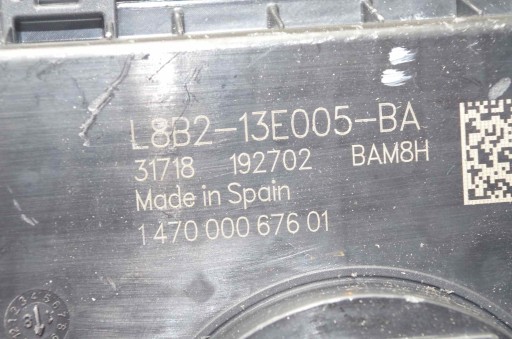 L8B2-13E005-BA
31718 192702 BAM8H
Made in Spain
1 470 000 676 01